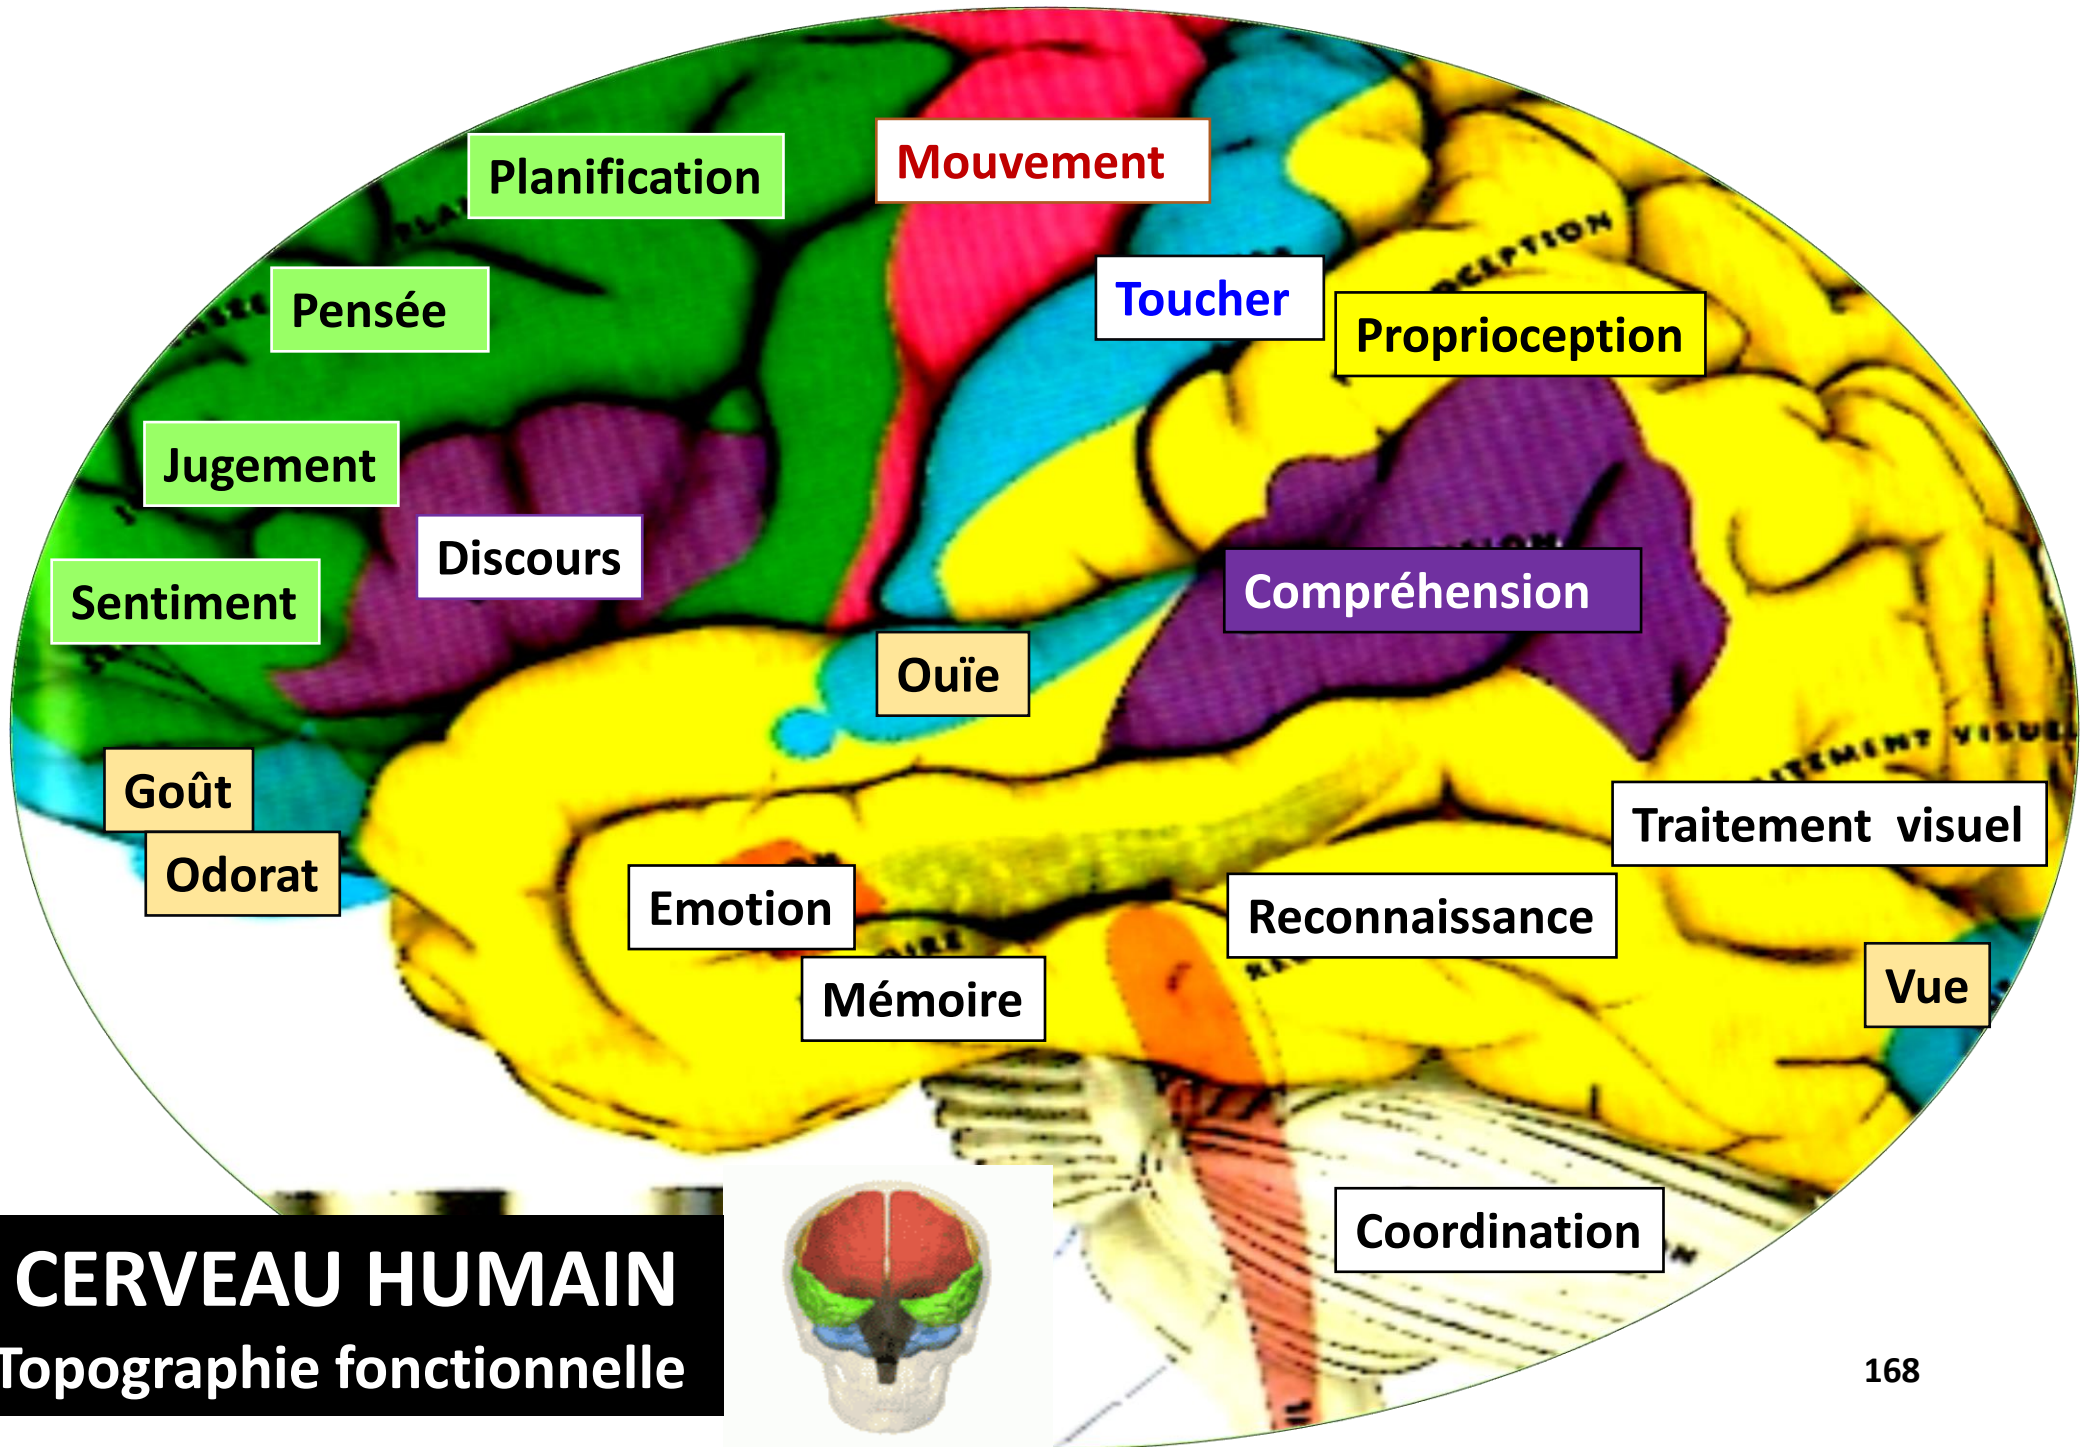 Planification
Mouvement
Pensée
Toucher
Proprioception
Jugement
Discours
Compréhension
Sentiment
Ouïe
Goût
Odorat
Traitement visuel
Emotion
Reconnaissance
Mémoire
Vue
Coordination
CERVEAU HUMAIN
Topographie fonctionnelle
168